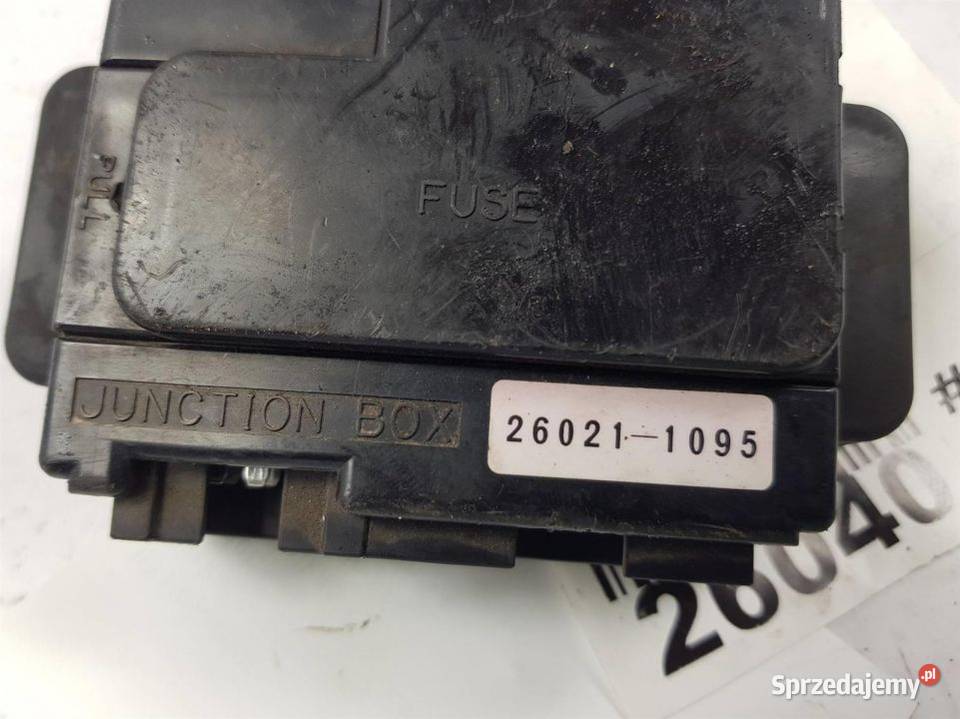 PULL
FUSE
JUNCTION BOX
26021-1095
#
26040
Sprzedajemy.pl